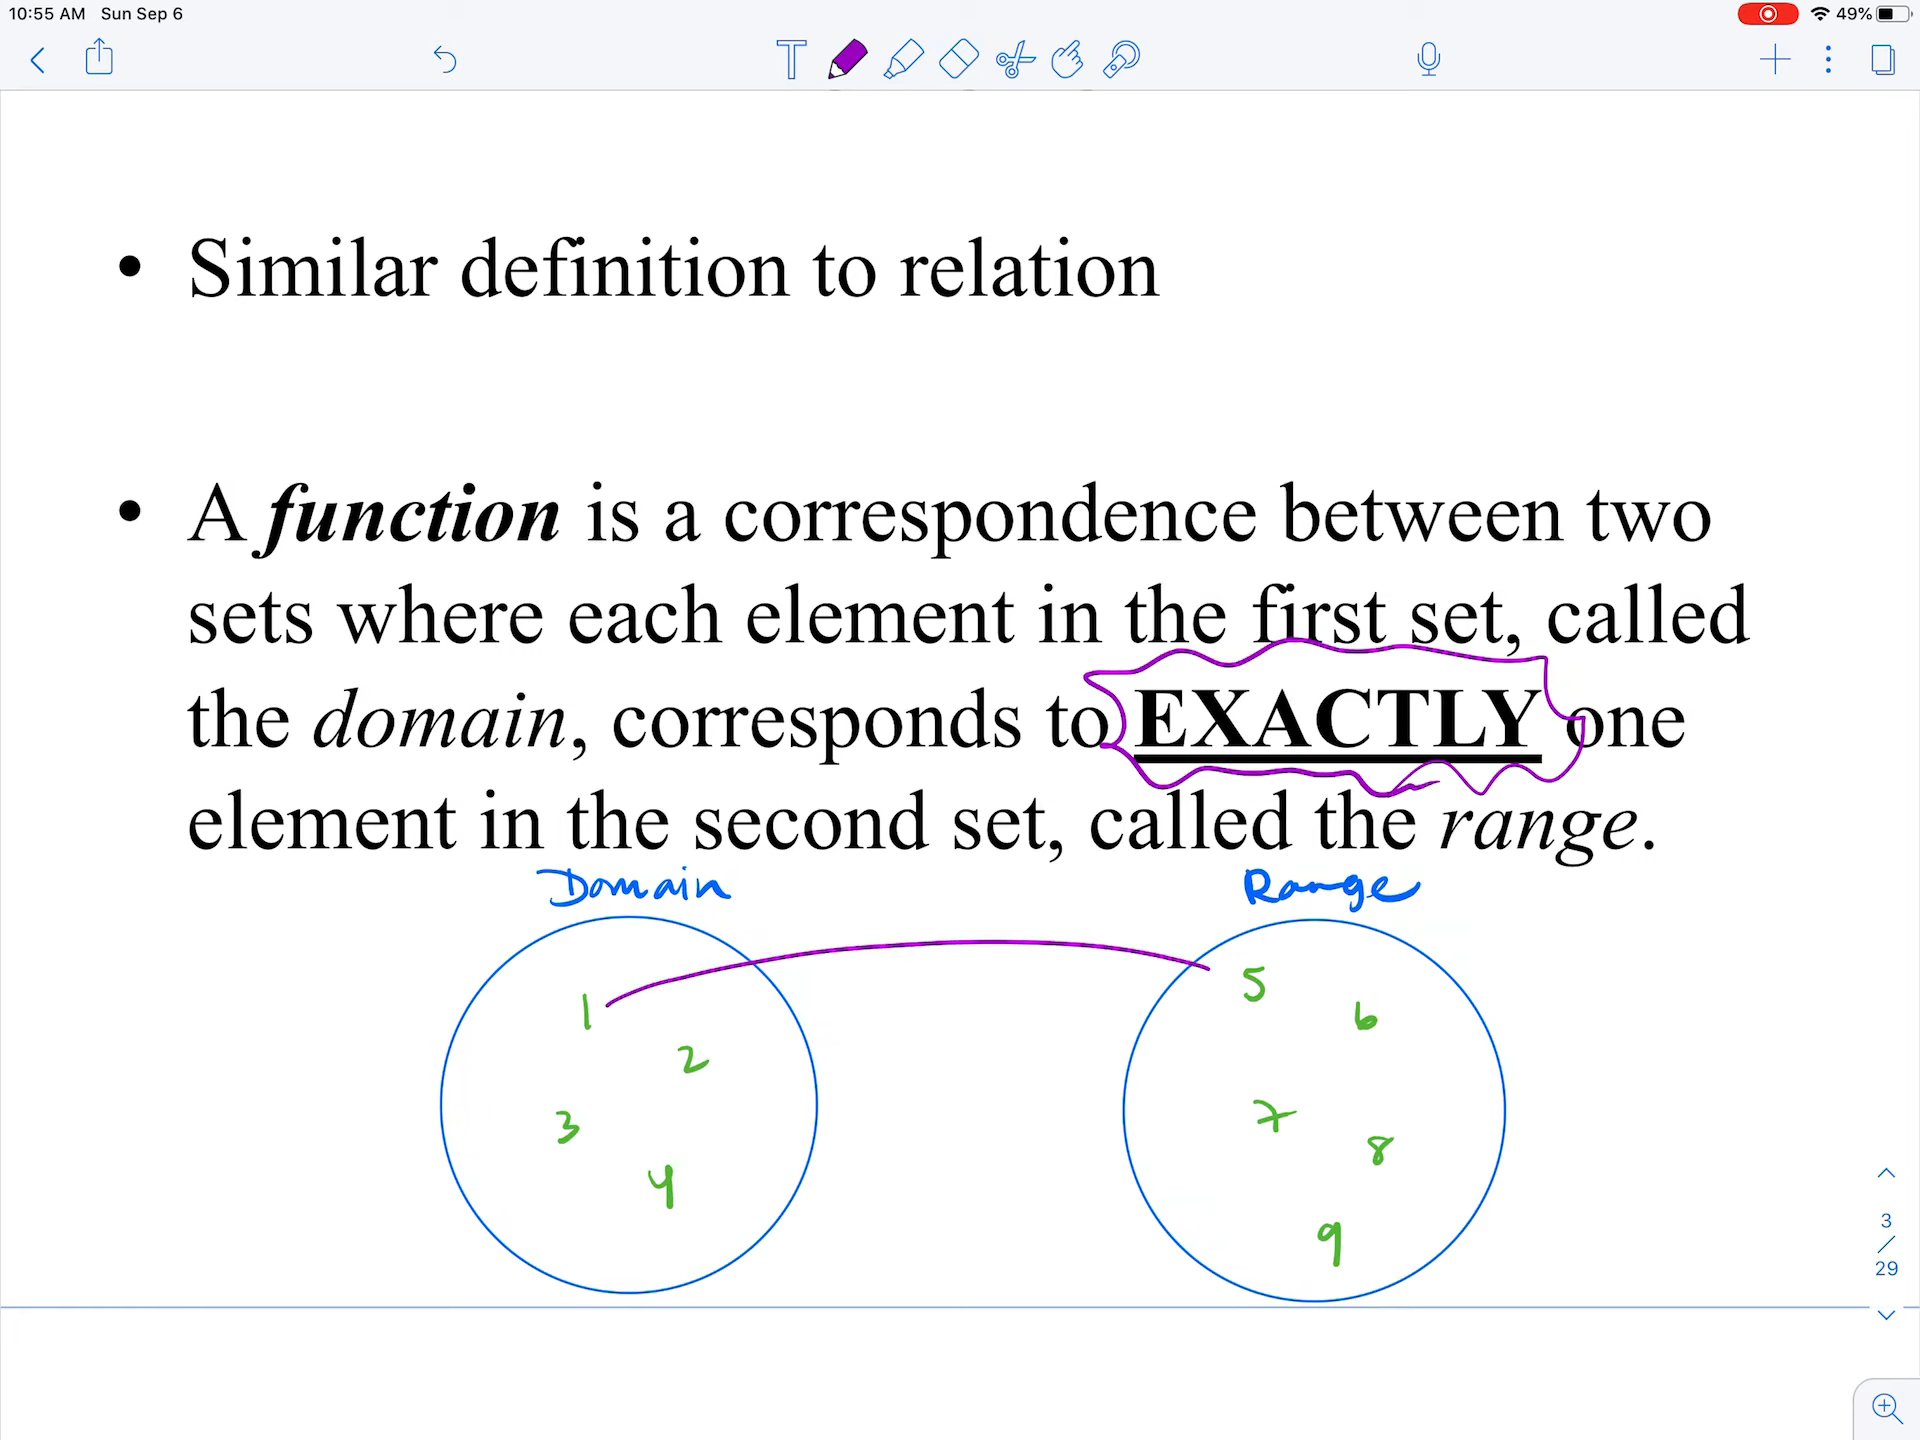 10:55 AM Sun Sep 6 49%
• Similar definition to relation
• A function is a correspondence between two
sets where each element in the first set, called
the domain, corresponds to EXACTLY one
element in the second set, called the range.
Domain Range
1 5
2 6
3 7
4 8
9
3
/
29